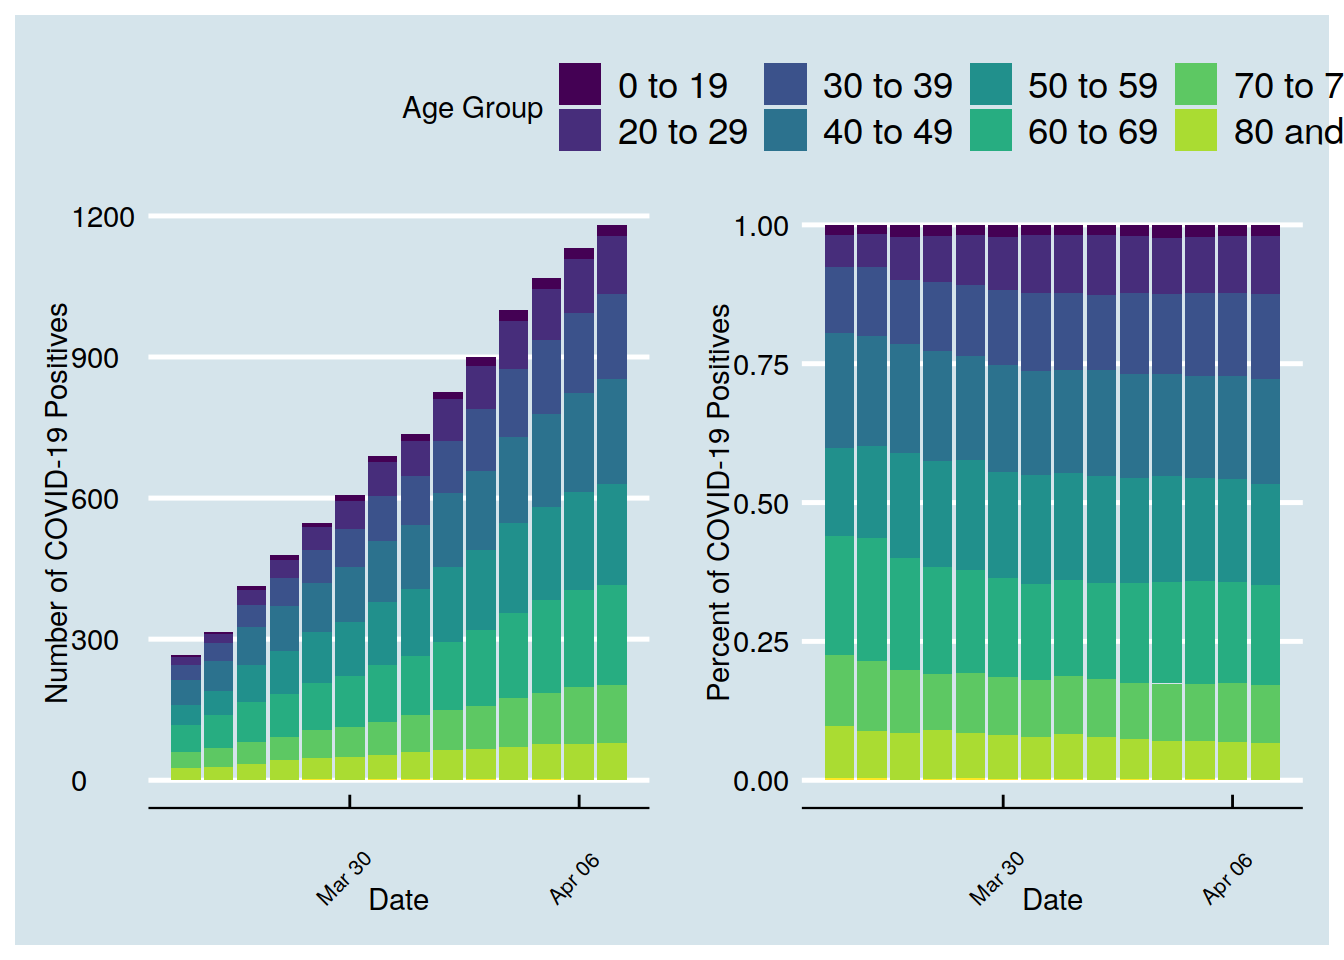 Age Group
0 to 19
30 to 39
50 to 59
70 to 7
20 to 29
40 to 49
60 to 69
80 and
Number of COVID-19 Positives
1200
900
600
300
0
Mar 30
Apr 06
Date
Percent of COVID-19 Positives
1.00
0.75
0.50
0.25
0.00
Mar 30
Apr 06
Date